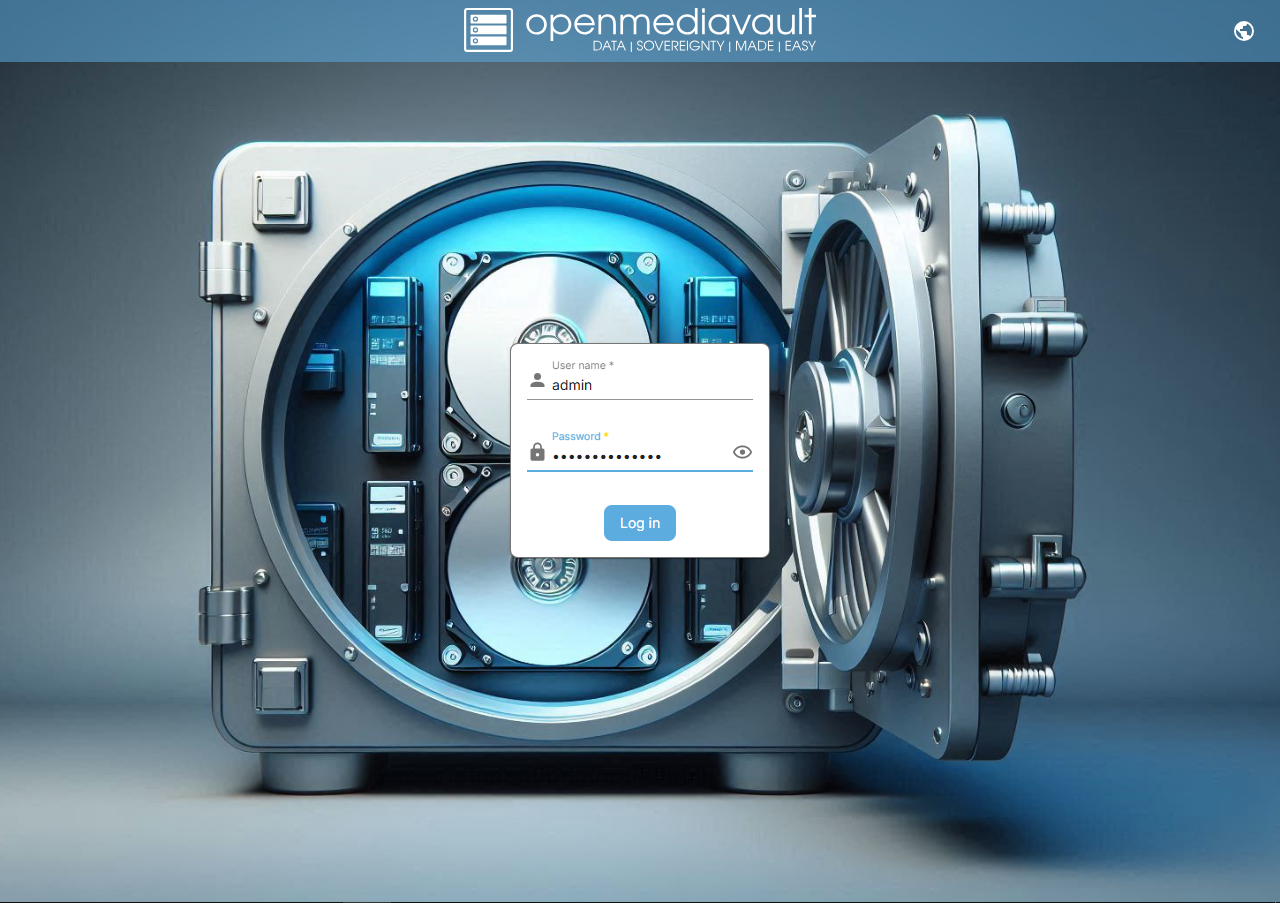 openmediavault
DATA | SOVEREIGNTY | MADE | EASY
User name *
admin
Password *
••••••••••••••
Log in